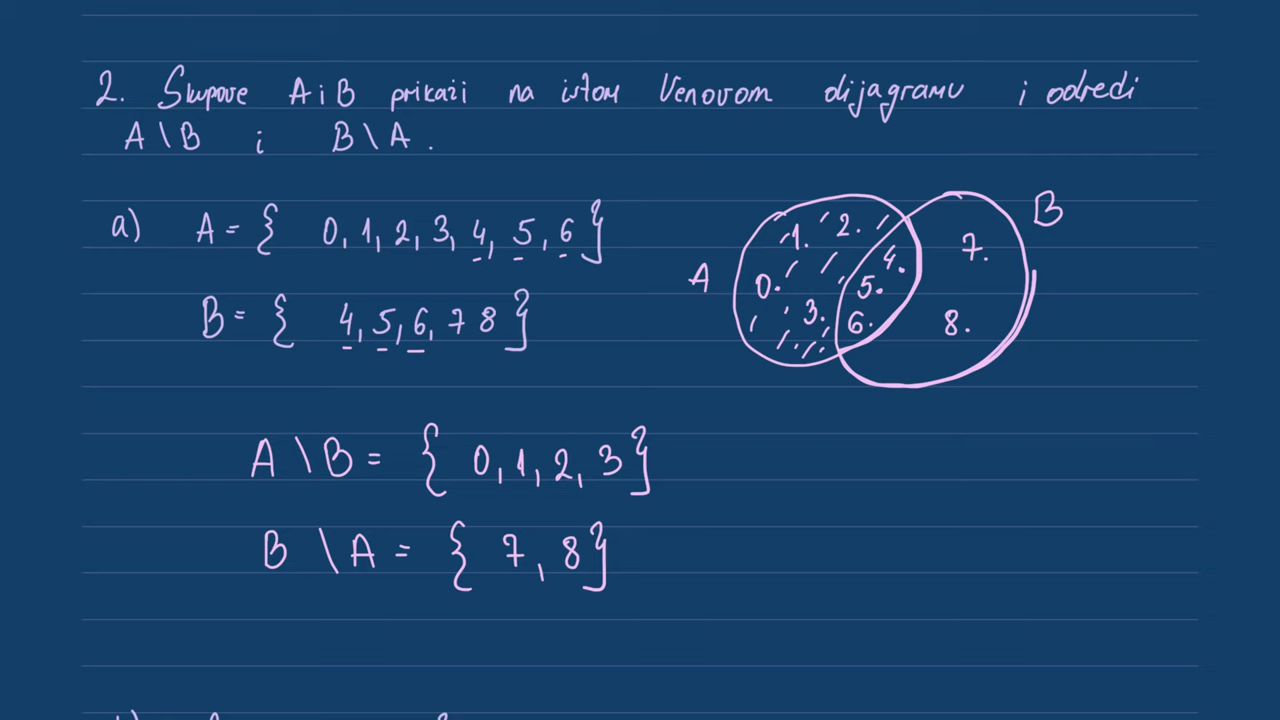 2. Skupove A i B prikaži na istom Venovom dijagramu i odredi
A \ B i B \ A .
a) A = { 0, 1, 2, 3, 4, 5, 6 }
B = { 4, 5, 6, 7 8 }
A
B
1. 2.
0. 3.
4.
5.
6.
7.
8.
A \ B = { 0, 1, 2, 3 }
B \ A = { 7, 8 }